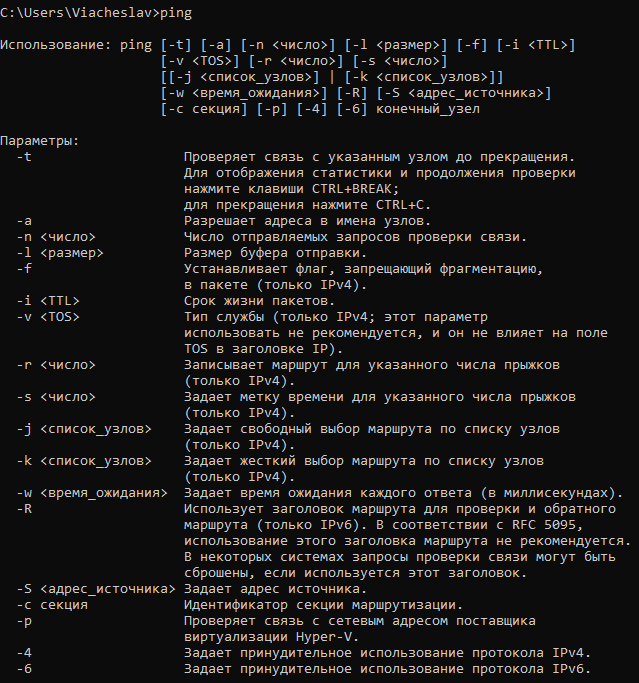 C:\Users\Viacheslav>ping
Использование: ping [-t] [-a] [-n <число>] [-l <размер>] [-f] [-i <TTL>]
[-v <TOS>] [-r <число>] [-s <число>]
[[-j <список_узлов>] | [-k <список_узлов>]]
[-w <время_ожидания>] [-R] [-S <адрес_источника>]
[-c секция] [-p] [-4] [-6] конечный_узел
Параметры:
-t Проверяет связь с указанным узлом до прекращения.
Для отображения статистики и продолжения проверки
нажмите клавиши CTRL+BREAK;
для прекращения нажмите CTRL+C.
-a Разрешает адреса в имена узлов.
-n <число> Число отправляемых запросов проверки связи.
-l <размер> Размер буфера отправки.
-f Устанавливает флаг, запрещающий фрагментацию,
в пакете (только IPv4).
-i <TTL> Срок жизни пакетов.
-v <TOS> Тип службы (только IPv4; этот параметр
использовать не рекомендуется, и он не влияет на поле
TOS в заголовке IP).
-r <число> Записывает маршрут для указанного числа прыжков
(только IPv4).
-s <число> Задает метку времени для указанного числа прыжков
(только IPv4).
-j <список_узлов> Задает свободный выбор маршрута по списку узлов
(только IPv4).
-k <список_узлов> Задает жесткий выбор маршрута по списку узлов
(только IPv4).
-w <время_ожидания> Задает время ожидания каждого ответа (в миллисекундах).
-R Использует заголовок маршрута для проверки и обратного
маршрута (только IPv6). В соответствии с RFC 5095,
использование этого заголовка маршрута не рекомендуется.
В некоторых системах запросы проверки связи могут быть
сброшены, если используется этот заголовок.
-S <адрес_источника> Задает адрес источника.
-c секция Идентификатор секции маршрутизации.
-p Проверяет связь с сетевым адресом поставщика
виртуализации Hyper-V.
-4 Задает принудительное использование протокола IPv4.
-6 Задает принудительное использование протокола IPv6.